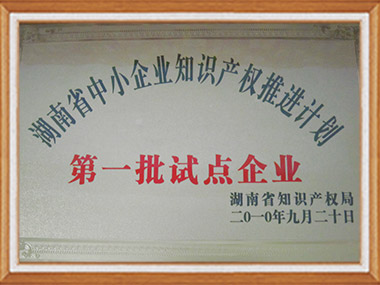 湖南省中小企业知识产权推进计划
第一批试点企业
湖南省知识产权局
二○一○年九月二十日